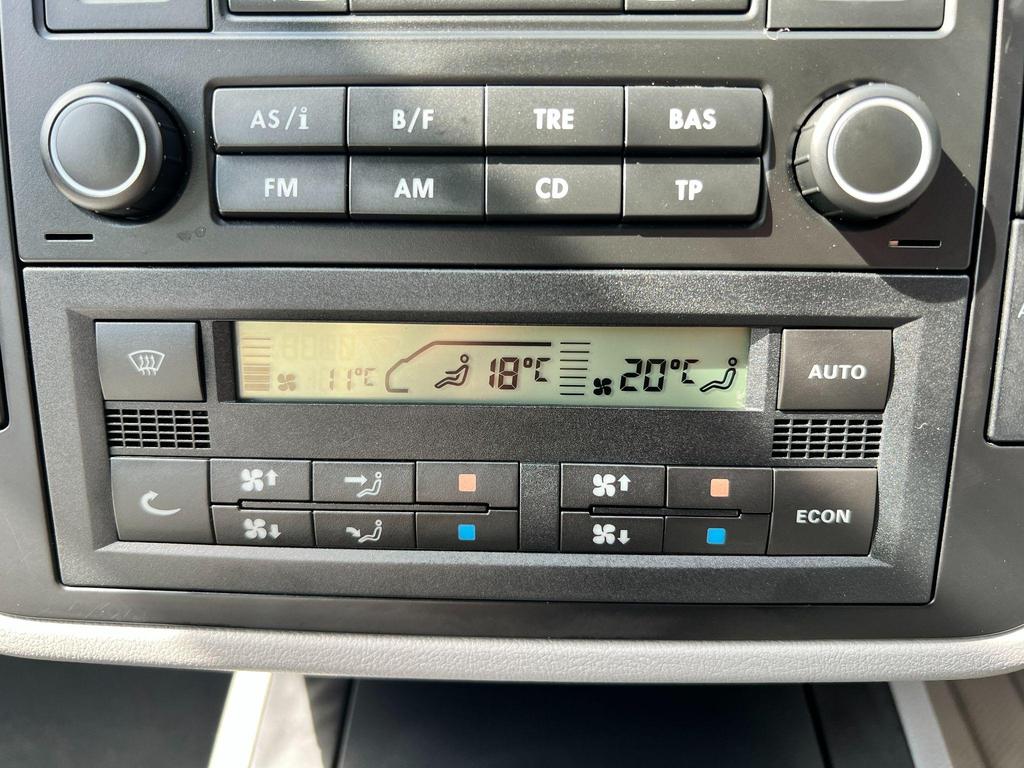 AS/i B/F TRE BAS
FM AM CD TP
11°C 18°C 20°C
AUTO
ECON